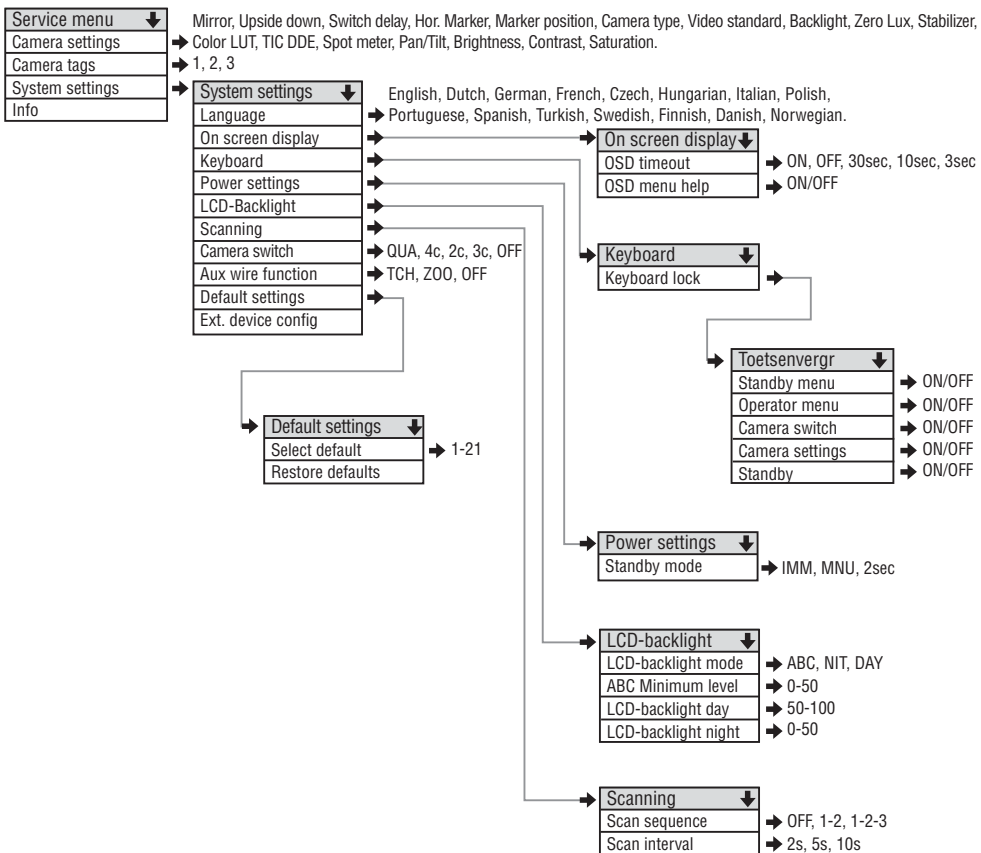 Service menu
Camera settings
Camera tags
System settings
Info
Mirror, Upside down, Switch delay, Hor. Marker, Marker position, Camera type, Video standard, Backlight, Zero Lux, Stabilizer,
Color LUT, TIC DDE, Spot meter, Pan/Tilt, Brightness, Contrast, Saturation.
1, 2, 3
System settings
Language
On screen display
Keyboard
Power settings
LCD-Backlight
Scanning
Camera switch
Aux wire function
Default settings
Ext. device config
English, Dutch, German, French, Czech, Hungarian, Italian, Polish,
Portuguese, Spanish, Turkish, Swedish, Finnish, Danish, Norwegian.
QUA, 4c, 2c, 3c, OFF
TCH, ZOO, OFF
On screen display
OSD timeout
ON, OFF, 30sec, 10sec, 3sec
OSD menu help
ON/OFF
Keyboard
Keyboard lock
Toetsenvergr
Standby menu
ON/OFF
Operator menu
ON/OFF
Camera switch
ON/OFF
Camera settings
ON/OFF
Standby
ON/OFF
Default settings
Select default
1-21
Restore defaults
Power settings
Standby mode
IMM, MNU, 2sec
LCD-backlight
LCD-backlight mode
ABC, NIT, DAY
ABC Minimum level
0-50
LCD-backlight day
50-100
LCD-backlight night
0-50
Scanning
Scan sequence
OFF, 1-2, 1-2-3
Scan interval
2s, 5s, 10s